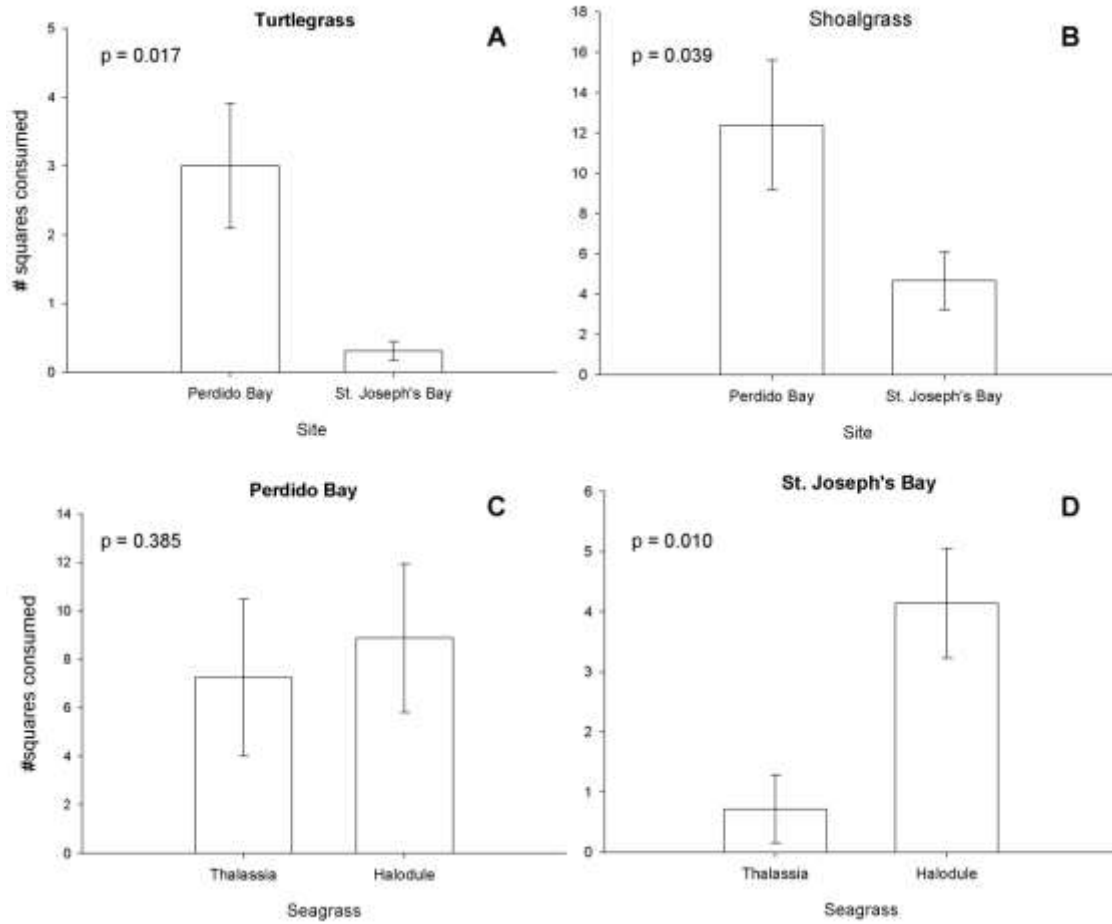 Turtlegrass
A
p = 0.017
# squares consumed
5
4
3
2
1
0
Perdido Bay
St. Joseph's Bay
Site
Shoalgrass
B
p = 0.039
18
16
14
12
10
8
6
4
2
0
Perdido Bay
St. Joseph's Bay
Site
Perdido Bay
C
p = 0.385
#squares consumed
14
12
10
8
6
4
2
0
Thalassia
Halodule
Seagrass
St. Joseph's Bay
D
p = 0.010
6
5
4
3
2
1
0
Thalassia
Halodule
Seagrass